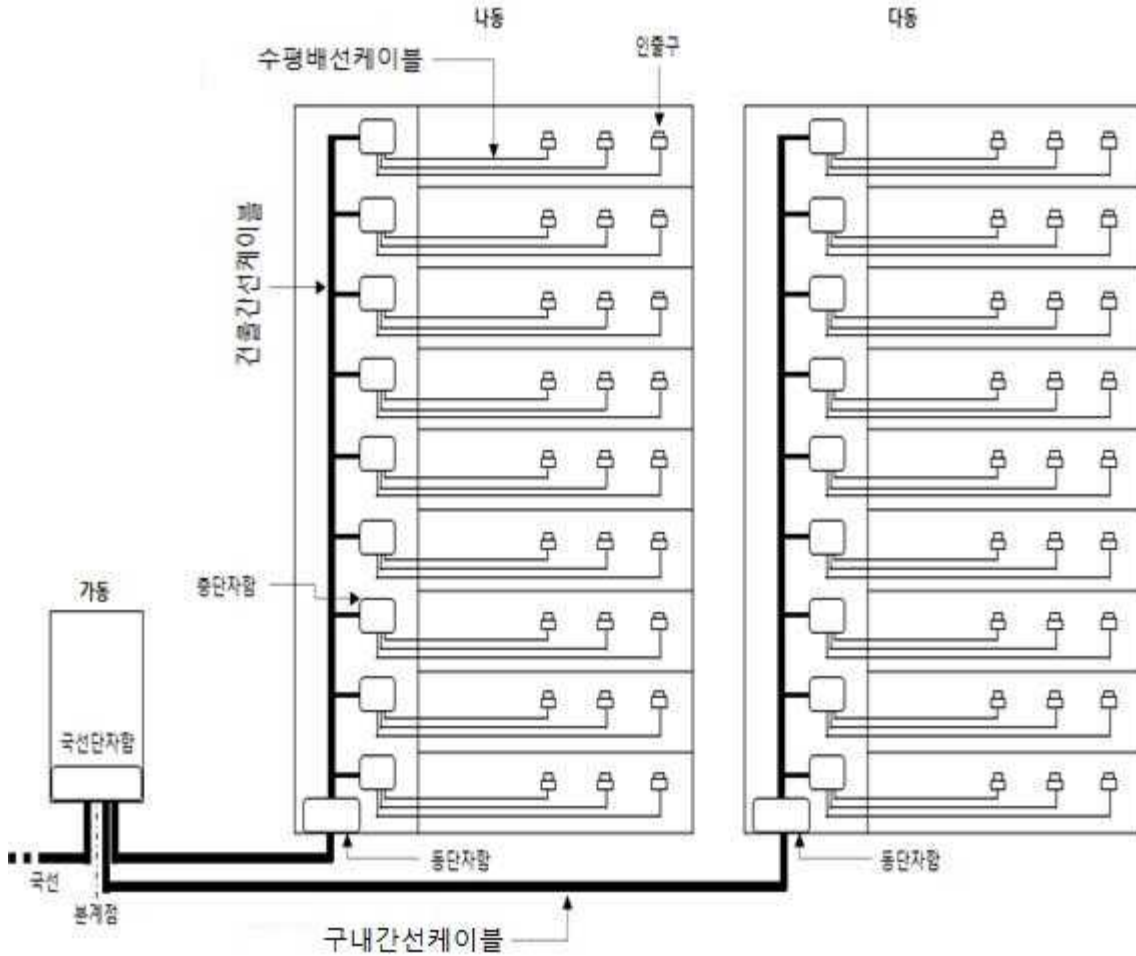 나동
다동
인출구
수평배선케이블
건물간선케이블
층단자함
가동
국선단자함
동단자함
동단자함
국선
분계점
구내간선케이블